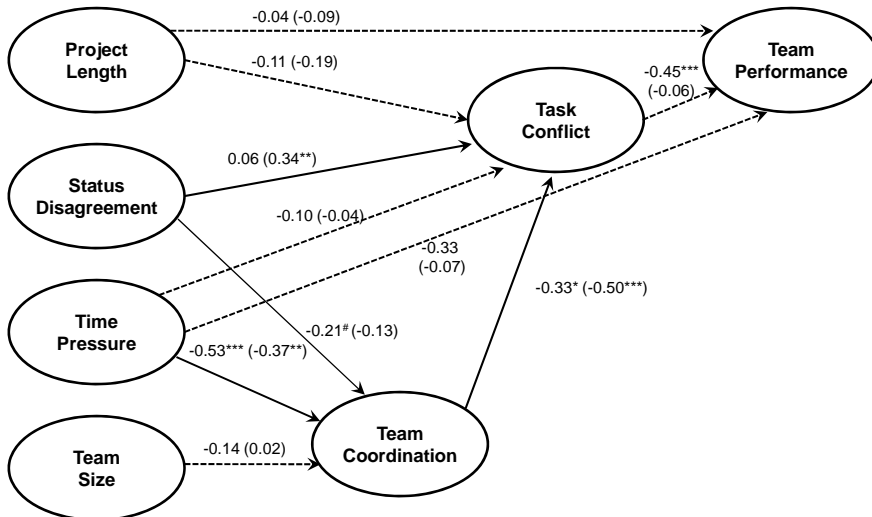 -0.04 (-0.09)
Project
Length
Team
Performance
-0.11 (-0.19)
-0.45***
(-0.06)
Task
Conflict
0.06 (0.34**)
Status
Disagreement
-0.10 (-0.04)
-0.33
(-0.07)
-0.33* (-0.50***)
Time
Pressure
-0.21# (-0.13)
-0.53*** (-0.37**)
Team
Coordination
Team
Size
-0.14 (0.02)